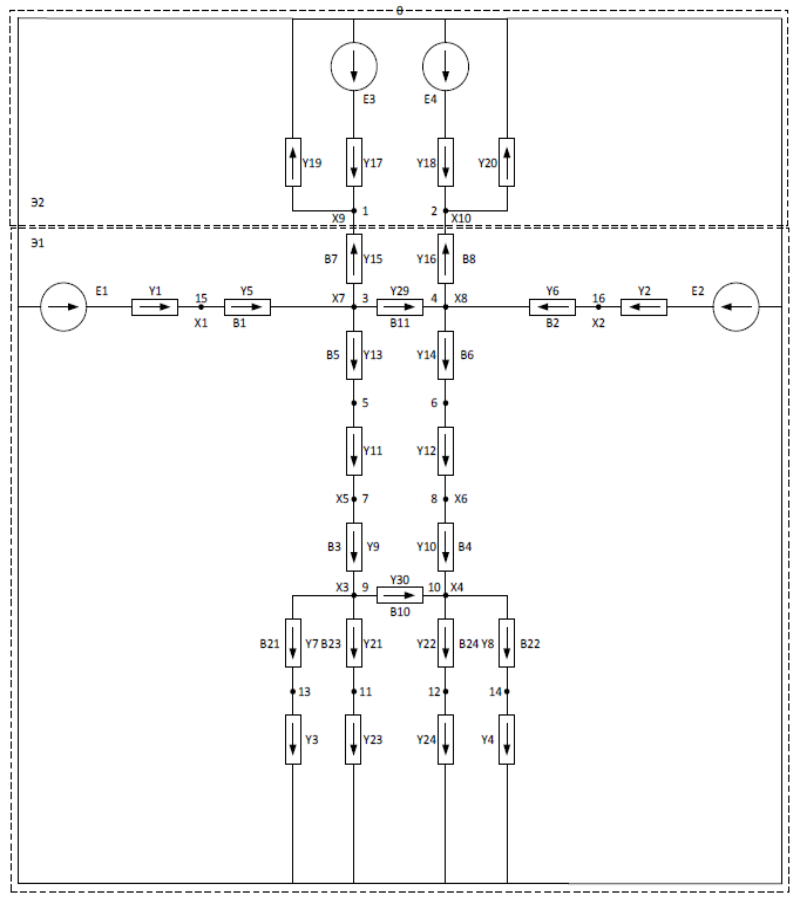 0
E3 E4
Y19 Y17 Y18 Y20
Э2
X9 1 2 X10
Э1
B7 Y15 Y16 B8
E1 Y1 15 Y5 X7 3 Y29 4 X8 Y6 16 Y2 E2
X1 B1 B11 B2 X2
B5 Y13 Y14 B6
5 6
Y11 Y12
X5 7 8 X6
B3 Y9 Y10 B4
X3 9 Y30 10 X4
B10
B21 Y7 B23 Y21 Y22 B24 Y8 B22
13 11 12 14
Y3 Y23 Y24 Y4